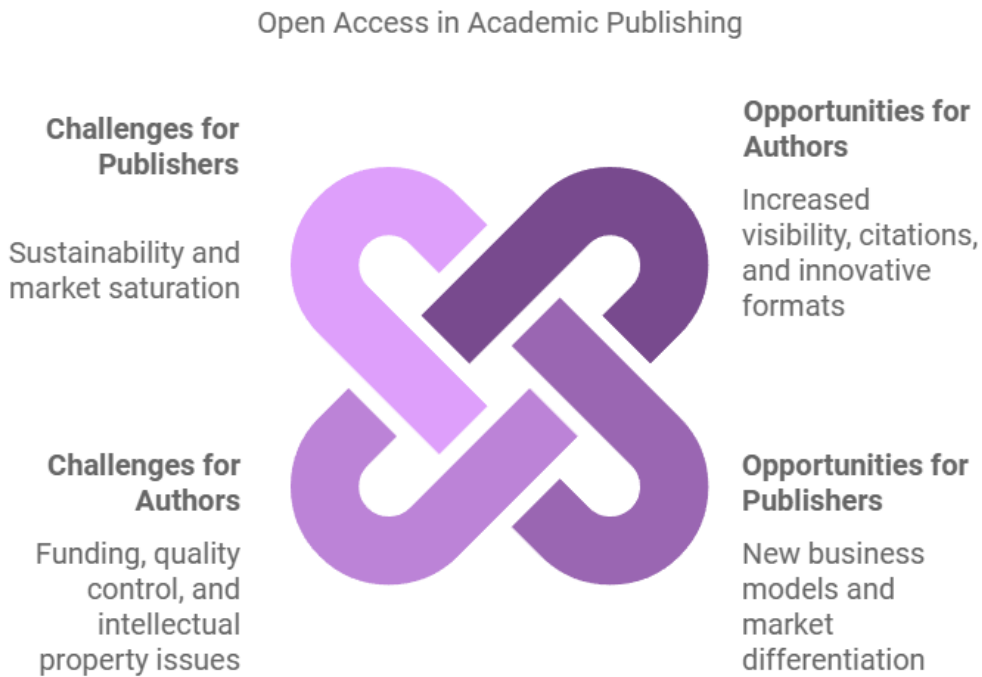 Open Access in Academic Publishing
Challenges for
Publishers
Sustainability and
market saturation
Opportunities for
Authors
Increased
visibility, citations,
and innovative
formats
Challenges for
Authors
Funding, quality
control, and
intellectual
property issues
Opportunities for
Publishers
New business
models and
market
differentiation